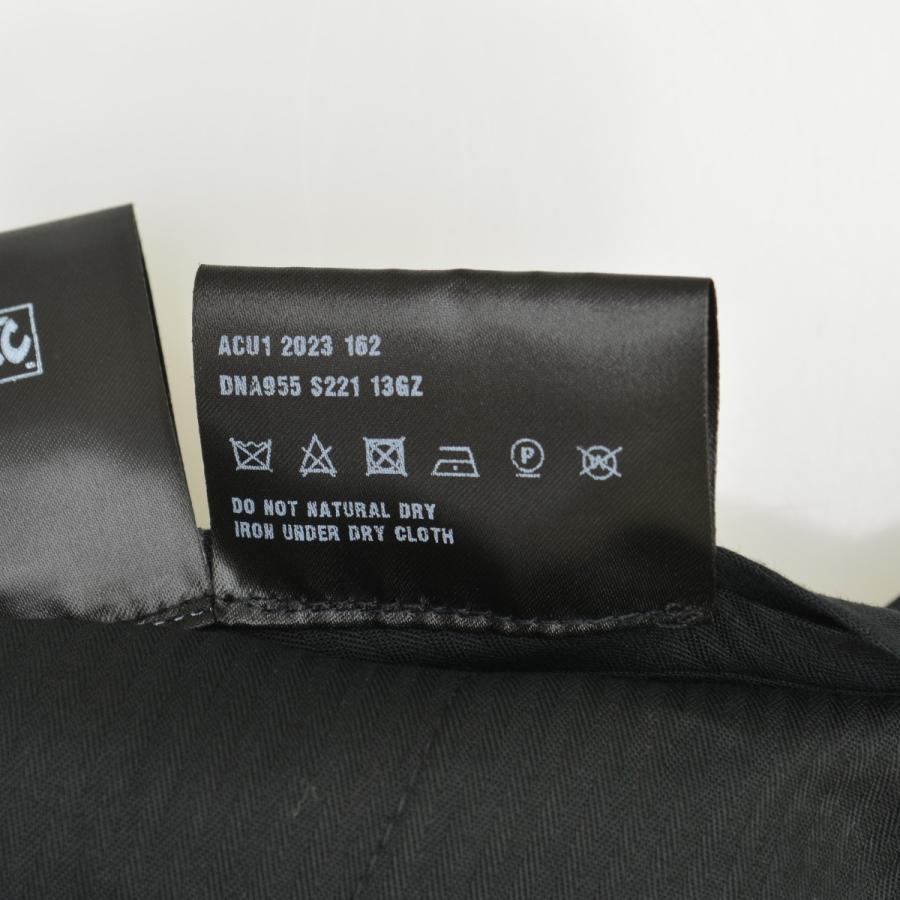 ACU1 2023 162
DNA955 S221 13GZ
P
W
DO NOT NATURAL DRY
IRON UNDER DRY CLOTH